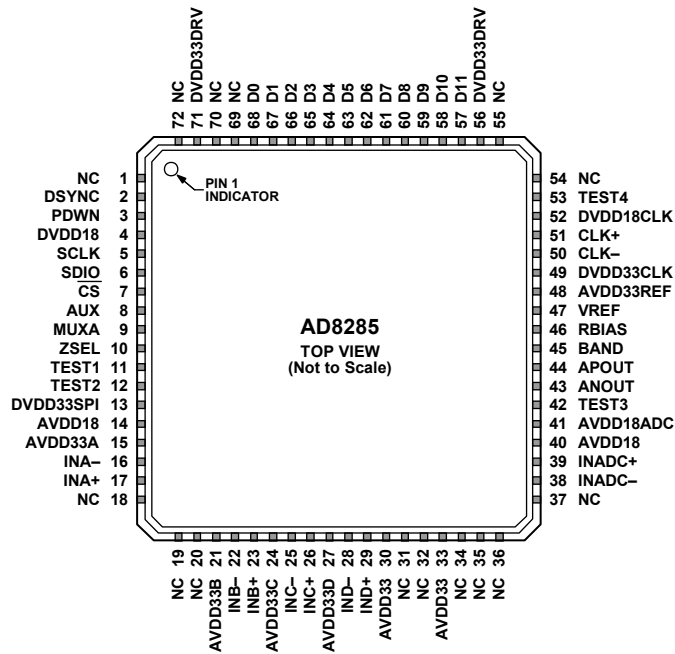 72 NC
71 DVDD33DRV
70 NC
69 NC
68 D0
67 D1
66 D2
65 D3
64 D4
63 D5
62 D6
61 D7
60 D8
59 D9
58 D10
57 D11
56 DVDD33DRV
55 NC
PIN 1
INDICATOR
NC 1
DSYNC 2
PDWN 3
DVDD18 4
SCLK 5
SDIO 6
CS 7
AUX 8
MUXA 9
ZSEL 10
TEST1 11
TEST2 12
DVDD33SPI 13
AVDD18 14
AVDD33A 15
INA– 16
INA+ 17
NC 18
AD8285
TOP VIEW
(Not to Scale)
54 NC
53 TEST4
52 DVDD18CLK
51 CLK+
50 CLK–
49 DVDD33CLK
48 AVDD33REF
47 VREF
46 RBIAS
45 BAND
44 APOUT
43 ANOUT
42 TEST3
41 AVDD18ADC
40 AVDD18
39 INADC+
38 INADC–
37 NC
NC 19
NC 20
AVDD33B 21
INB– 22
INB+ 23
AVDD33C 24
INC– 25
INC+ 26
AVDD33D 27
IND– 28
IND+ 29
AVDD33 30
NC 31
NC 32
AVDD33 33
NC 34
NC 35
NC 36